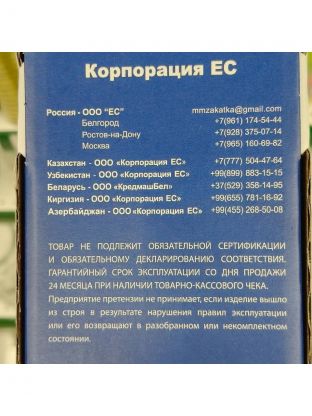 Корпорация ЕС
Россия - ООО "ЕС" mmzakatka@gmail.com
Белгород +7(961) 174-54-44
Ростов-на-Дону +7(928) 375-07-14
Москва +7(965) 160-69-82
Казахстан - ООО «Корпорация ЕС» +7(777) 504-47-64
Узбекистан - ООО «Корпорация ЕС» +99(899) 883-15-15
Беларусь - ООО «КредмашБел» +37(529) 358-14-95
Киргизия - ООО «Корпорация ЕС» +99(655) 781-16-92
Азербайджан - ООО «Корпорация ЕС» +99(455) 268-50-08
ТОВАР НЕ ПОДЛЕЖИТ ОБЯЗАТЕЛЬНОЙ СЕРТИФИКАЦИИ
И ОБЯЗАТЕЛЬНОМУ ДЕКЛАРИРОВАНИЮ СООТВЕТСТВИЯ.
ГАРАНТИЙНЫЙ СРОК ЭКСПЛУАТАЦИИ СО ДНЯ ПРОДАЖИ
24 МЕСЯЦА ПРИ НАЛИЧИИ ТОВАРНО-КАССОВОГО ЧЕКА.
Предприятие претензии не принимает, если изделие вышло
из строя в результате нарушения правил эксплуатации
или его возвращают в разобранном или некомплектном
состоянии.